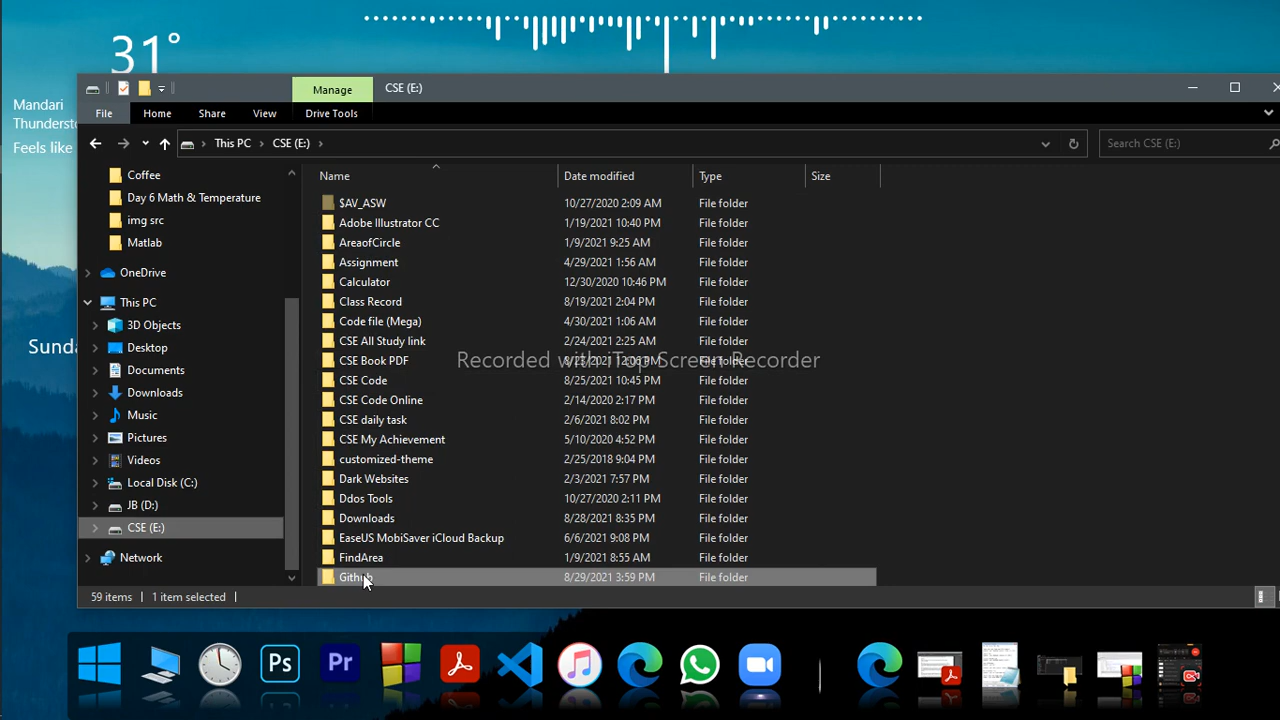 31°
Mandari
Thundersto
Feels like
Sunda
Manage
CSE (E:)
File
Home
Share
View
Drive Tools
This PC > CSE (E:) >
Search CSE (E:)
Coffee
Day 6 Math & Temperature
img src
Matlab
OneDrive
This PC
3D Objects
Desktop
Documents
Downloads
Music
Pictures
Videos
Local Disk (C:)
JB (D:)
CSE (E:)
Network
Name Date modified Type Size
$AV_ASW 10/27/2020 2:09 AM File folder
Adobe Illustrator CC 1/19/2021 10:40 PM File folder
AreaofCircle 1/9/2021 9:25 AM File folder
Assignment 4/29/2021 1:56 AM File folder
Calculator 12/30/2020 10:46 PM File folder
Class Record 8/19/2021 2:04 PM File folder
Code file (Mega) 4/30/2021 1:06 AM File folder
CSE All Study link 2/24/2021 2:25 AM File folder
CSE Book PDF 8/23/2021 12:06 PM File folder
Recorded with iTop Screen Recorder
CSE Code 8/25/2021 10:45 PM File folder
CSE Code Online 2/14/2020 2:17 PM File folder
CSE daily task 2/6/2021 8:02 PM File folder
CSE My Achievement 5/10/2020 4:52 PM File folder
customized-theme 2/25/2018 9:04 PM File folder
Dark Websites 2/3/2021 7:57 PM File folder
Ddos Tools 10/27/2020 2:11 PM File folder
Downloads 8/28/2021 8:35 PM File folder
EaseUS MobiSaver iCloud Backup 6/6/2021 9:08 PM File folder
FindArea 1/9/2021 8:55 AM File folder
Github 8/29/2021 3:59 PM File folder
59 items 1 item selected
Ps
Pr